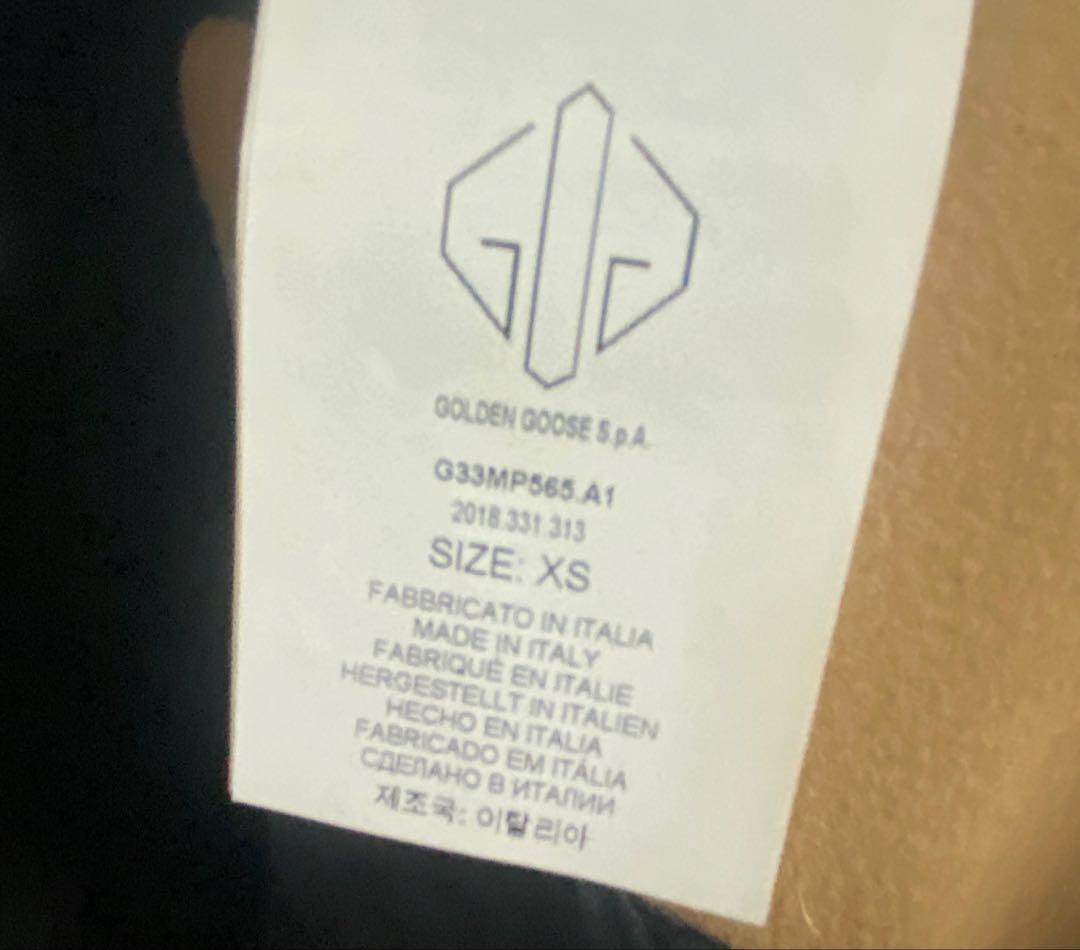 GOLDEN GOOSE S.p.A.
G33MP565.A1
2018.331.313
SIZE: XS
FABBRICATO IN ITALIA
MADE IN ITALY
FABRIQUÉ EN ITALIE
HERGESTELLT IN ITALIEN
HECHO EN ITALIA
FABRICADO EM ITÁLIA
СДЕЛАНО В ИТАЛИИ
제조국: 이탈리아